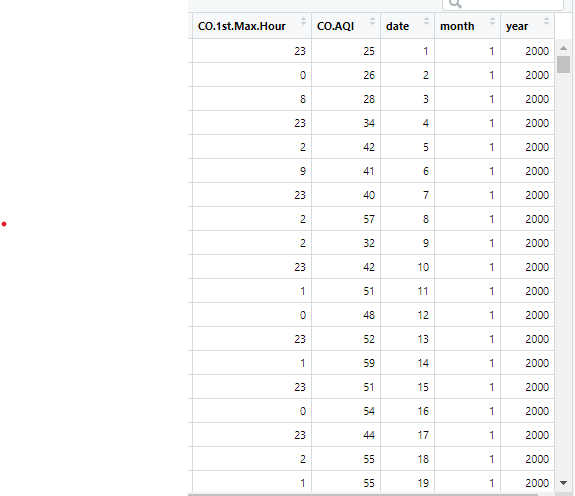 CO.1st.Max.Hour CO.AQI date month year
23 25 1 1 2000
0 26 2 1 2000
8 28 3 1 2000
23 34 4 1 2000
2 42 5 1 2000
9 41 6 1 2000
23 40 7 1 2000
2 57 8 1 2000
2 32 9 1 2000
23 42 10 1 2000
1 51 11 1 2000
0 48 12 1 2000
23 52 13 1 2000
1 59 14 1 2000
23 51 15 1 2000
0 54 16 1 2000
23 44 17 1 2000
2 55 18 1 2000
1 55 19 1 2000